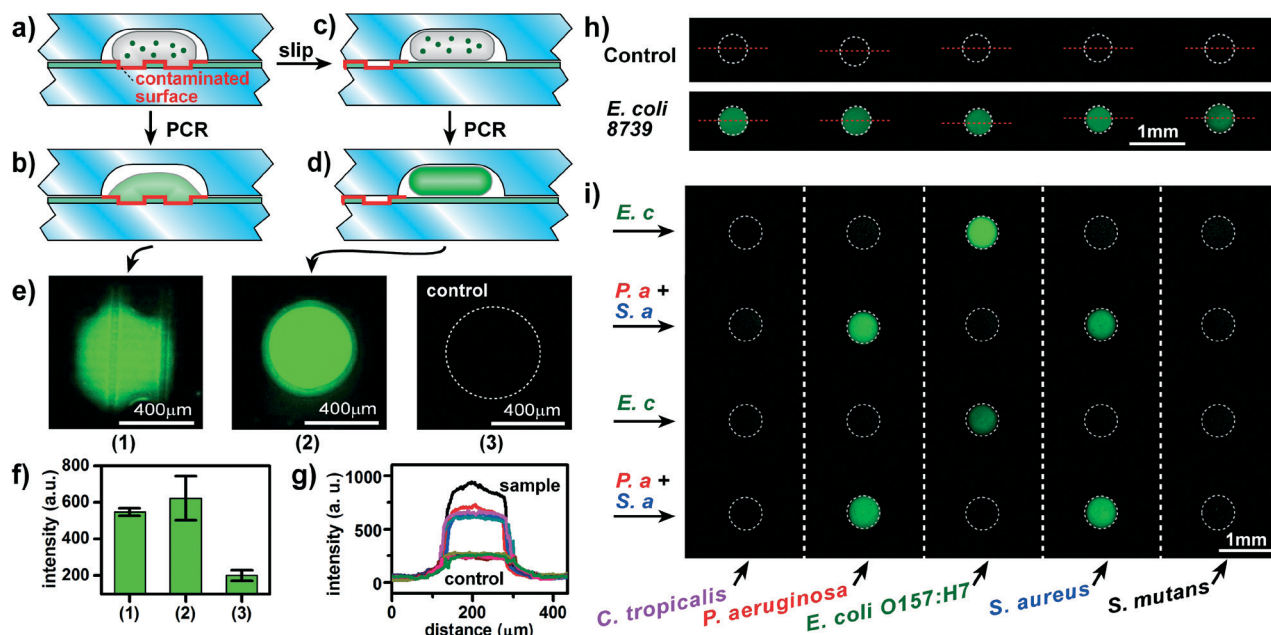 a)
slip
c)
contaminated
surface
PCR
PCR
b)
d)
e)
400μm
(1)
400μm
(2)
control
400μm
(3)
f)
intensity (a.u.)
800
600
400
200
(1)
(2)
(3)
g)
intensity (a. u.)
1000
750
500
250
0
sample
control
0
200
400
distance (μm)
h)
Control
E. coli
8739
1mm
i)
E. c
P. a +
S. a
E. c
P. a +
S. a
1mm
C. tropicalis
P. aeruginosa
E. coli O157:H7
S. aureus
S. mutans